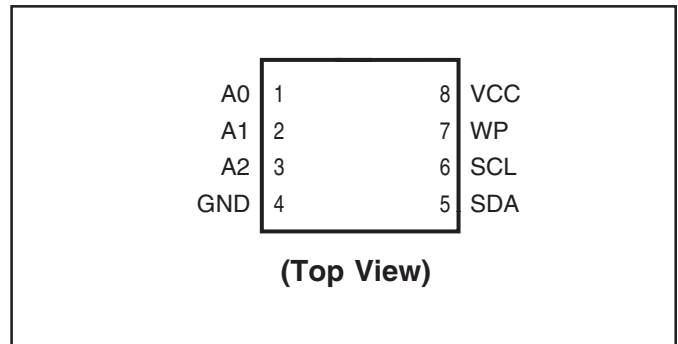 A0 1 8 VCC
A1 2 7 WP
A2 3 6 SCL
GND 4 5 SDA
(Top View)